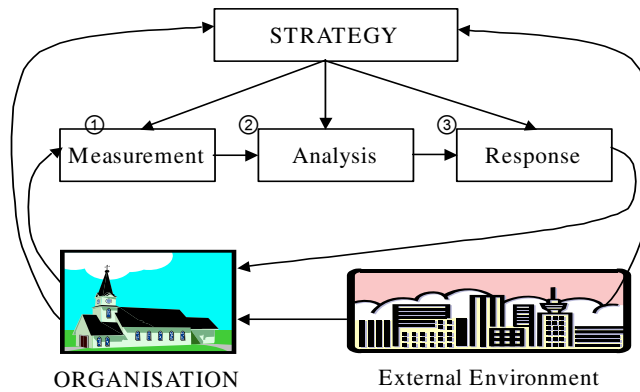 STRATEGY
① ② ③
Measurement Analysis Response
ORGANISATION External Environment